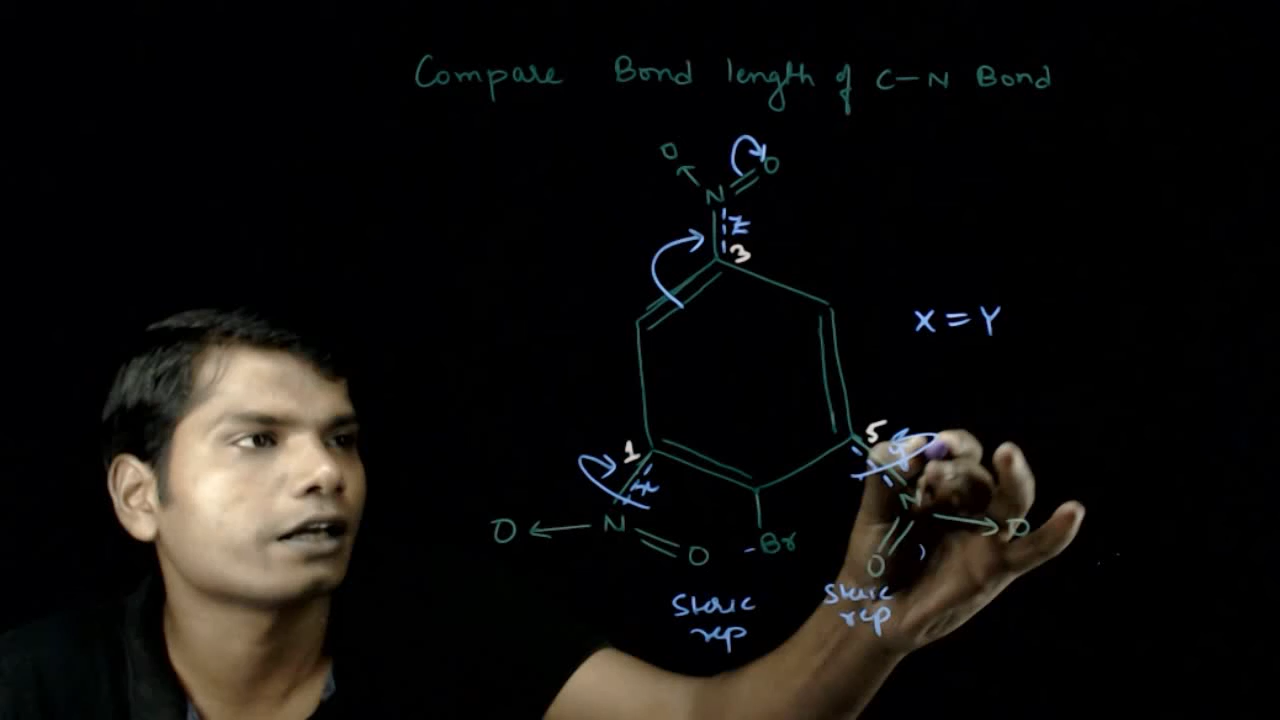 Compare Bond length of C-N Bond
O
O
N
Z
3
X = Y
5
1
X
N
N
O
O
Br
O
O
Steric
rep
Steric
rep